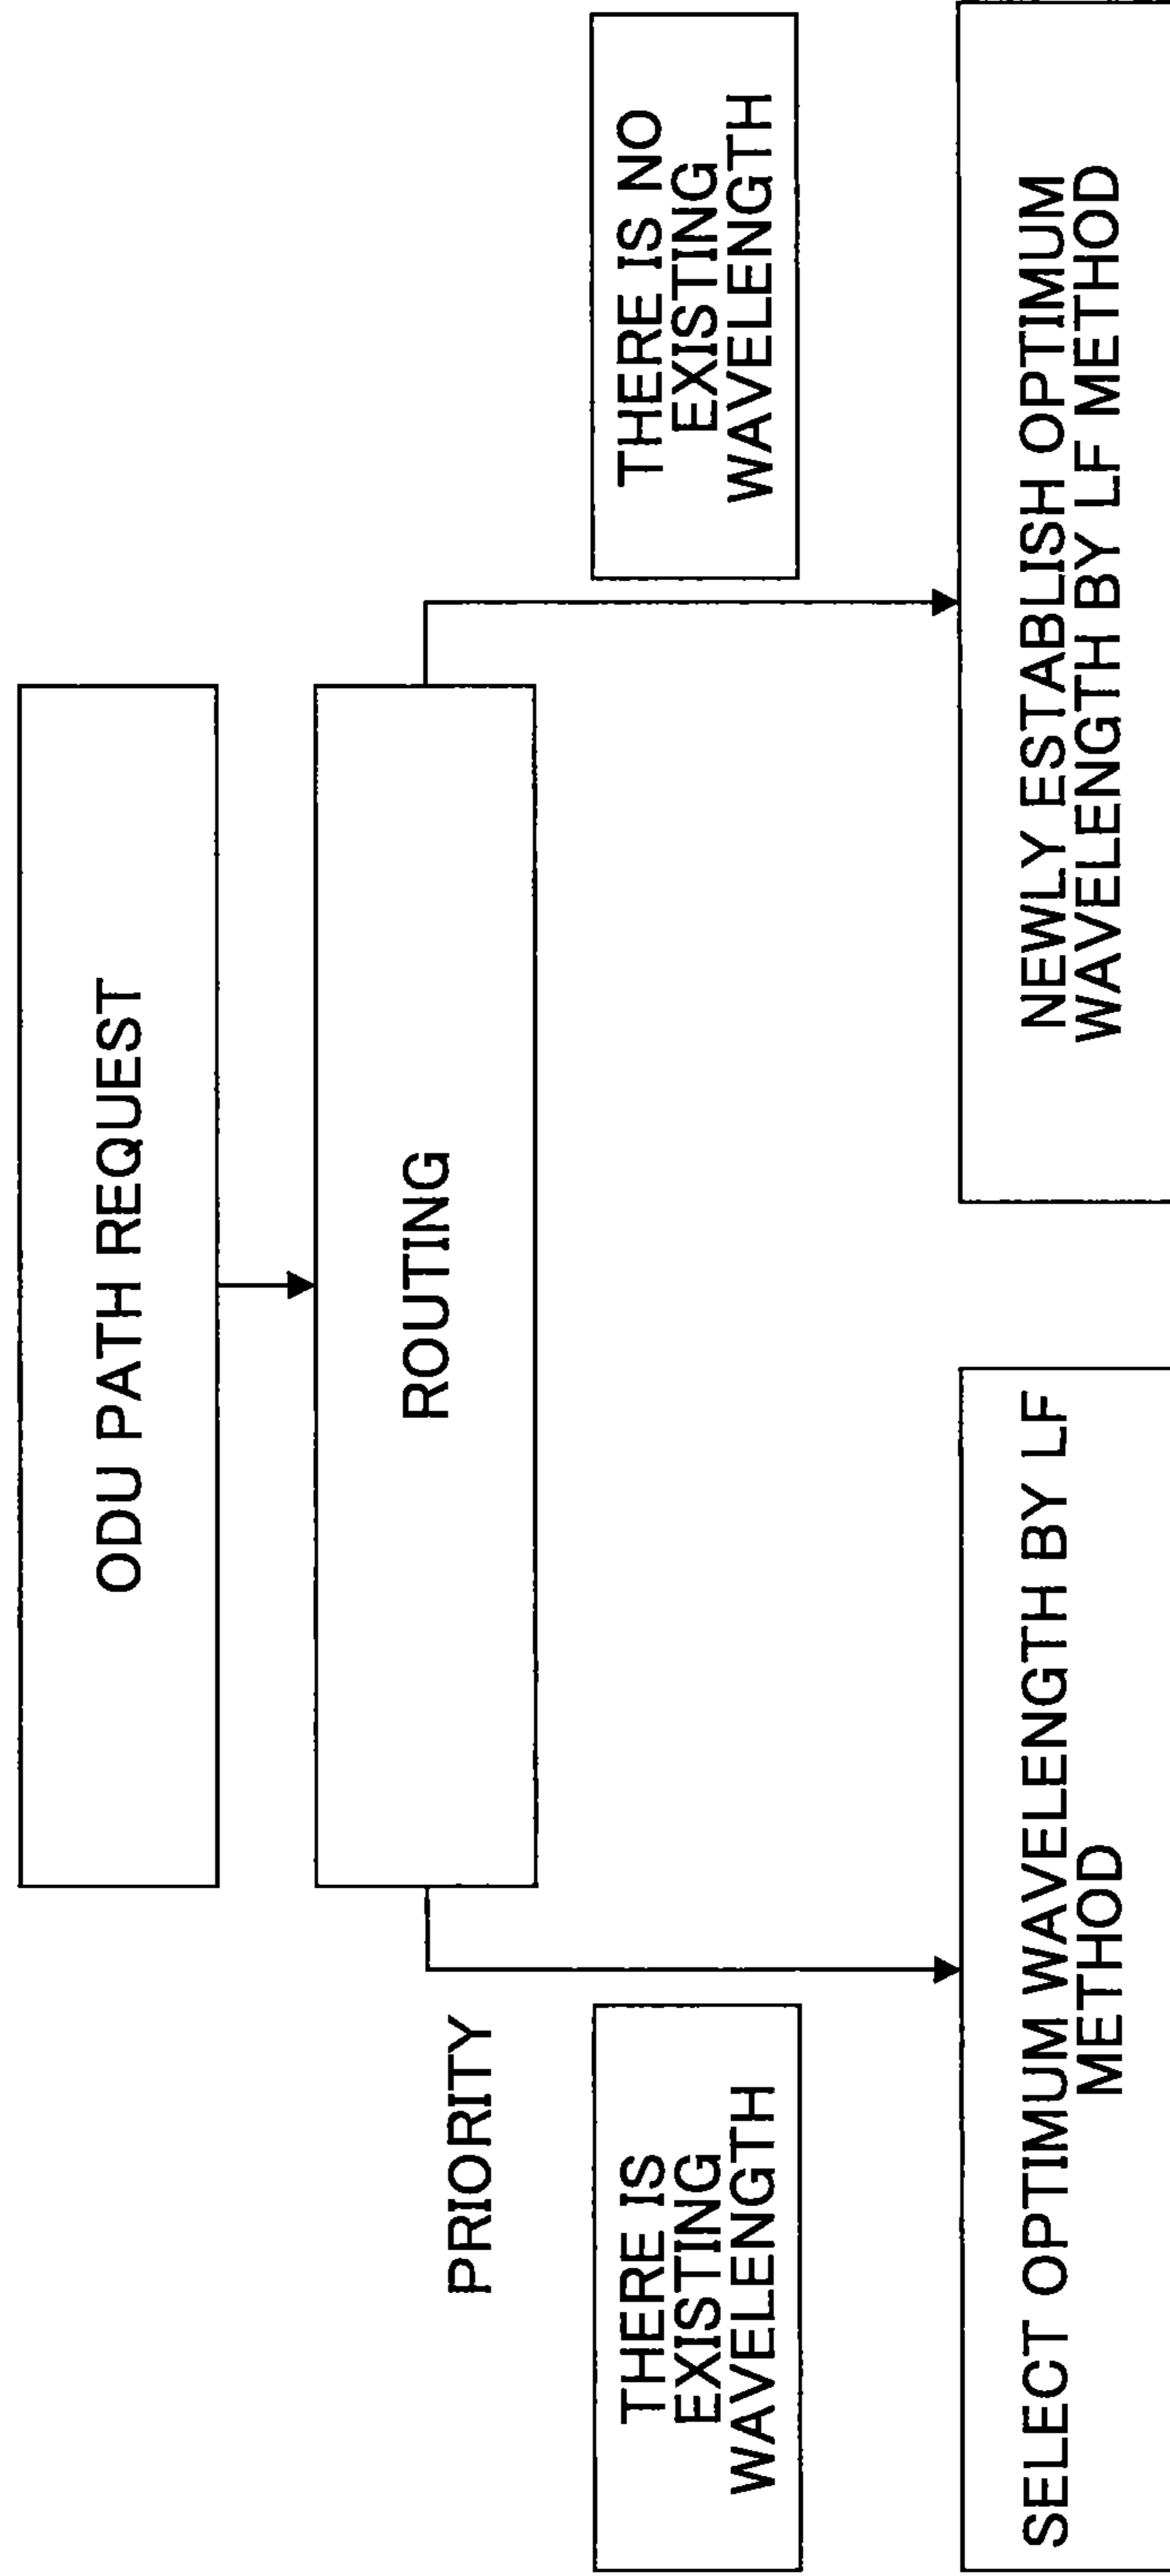 ODU PATH REQUEST
ROUTING
PRIORITY
THERE IS
EXISTING
WAVELENGTH
THERE IS NO
EXISTING
WAVELENGTH
SELECT OPTIMUM WAVELENGTH BY LF
METHOD
NEWLY ESTABLISH OPTIMUM
WAVELENGTH BY LF METHOD